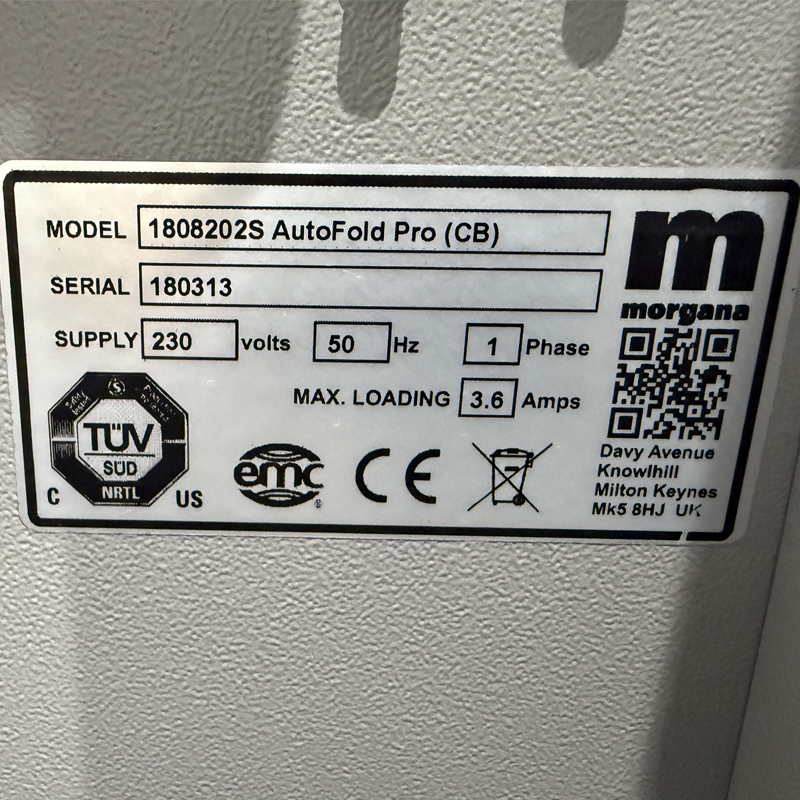 MODEL 1808202S AutoFold Pro (CB)
SERIAL 180313
SUPPLY 230 volts 50 Hz 1 Phase
MAX. LOADING 3.6 Amps
m
morgana
TÜV
SÜD
NRTL
C US
emc
CE
Davy Avenue
Knowlhill
Milton Keynes
Mk5 8HJ UK